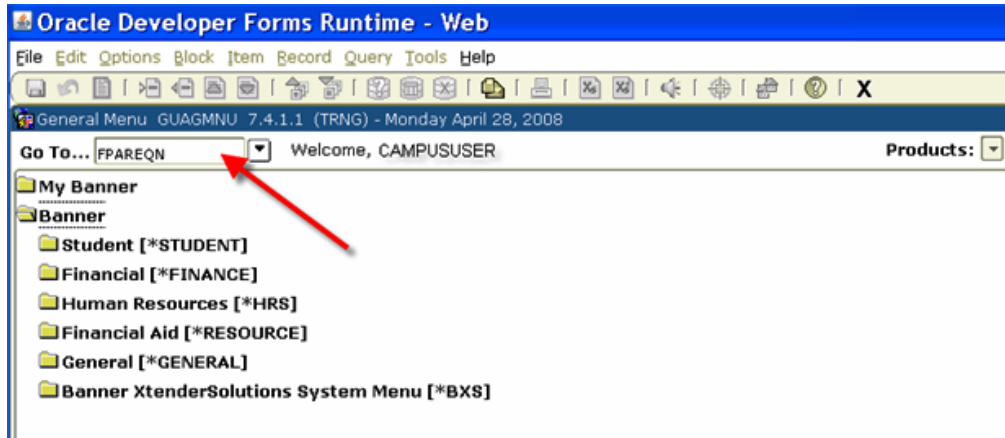 Oracle Developer Forms Runtime - Web
File Edit Options Block Item Record Query Tools Help
General Menu GUAGMNU 7.4.1.1 (TRNG) - Monday April 28, 2008
Go To... FPAREQN Welcome, CAMPUSUSER Products:
My Banner
Banner
Student [*STUDENT]
Financial [*FINANCE]
Human Resources [*HRS]
Financial Aid [*RESOURCE]
General [*GENERAL]
Banner XtenderSolutions System Menu [*BXS]